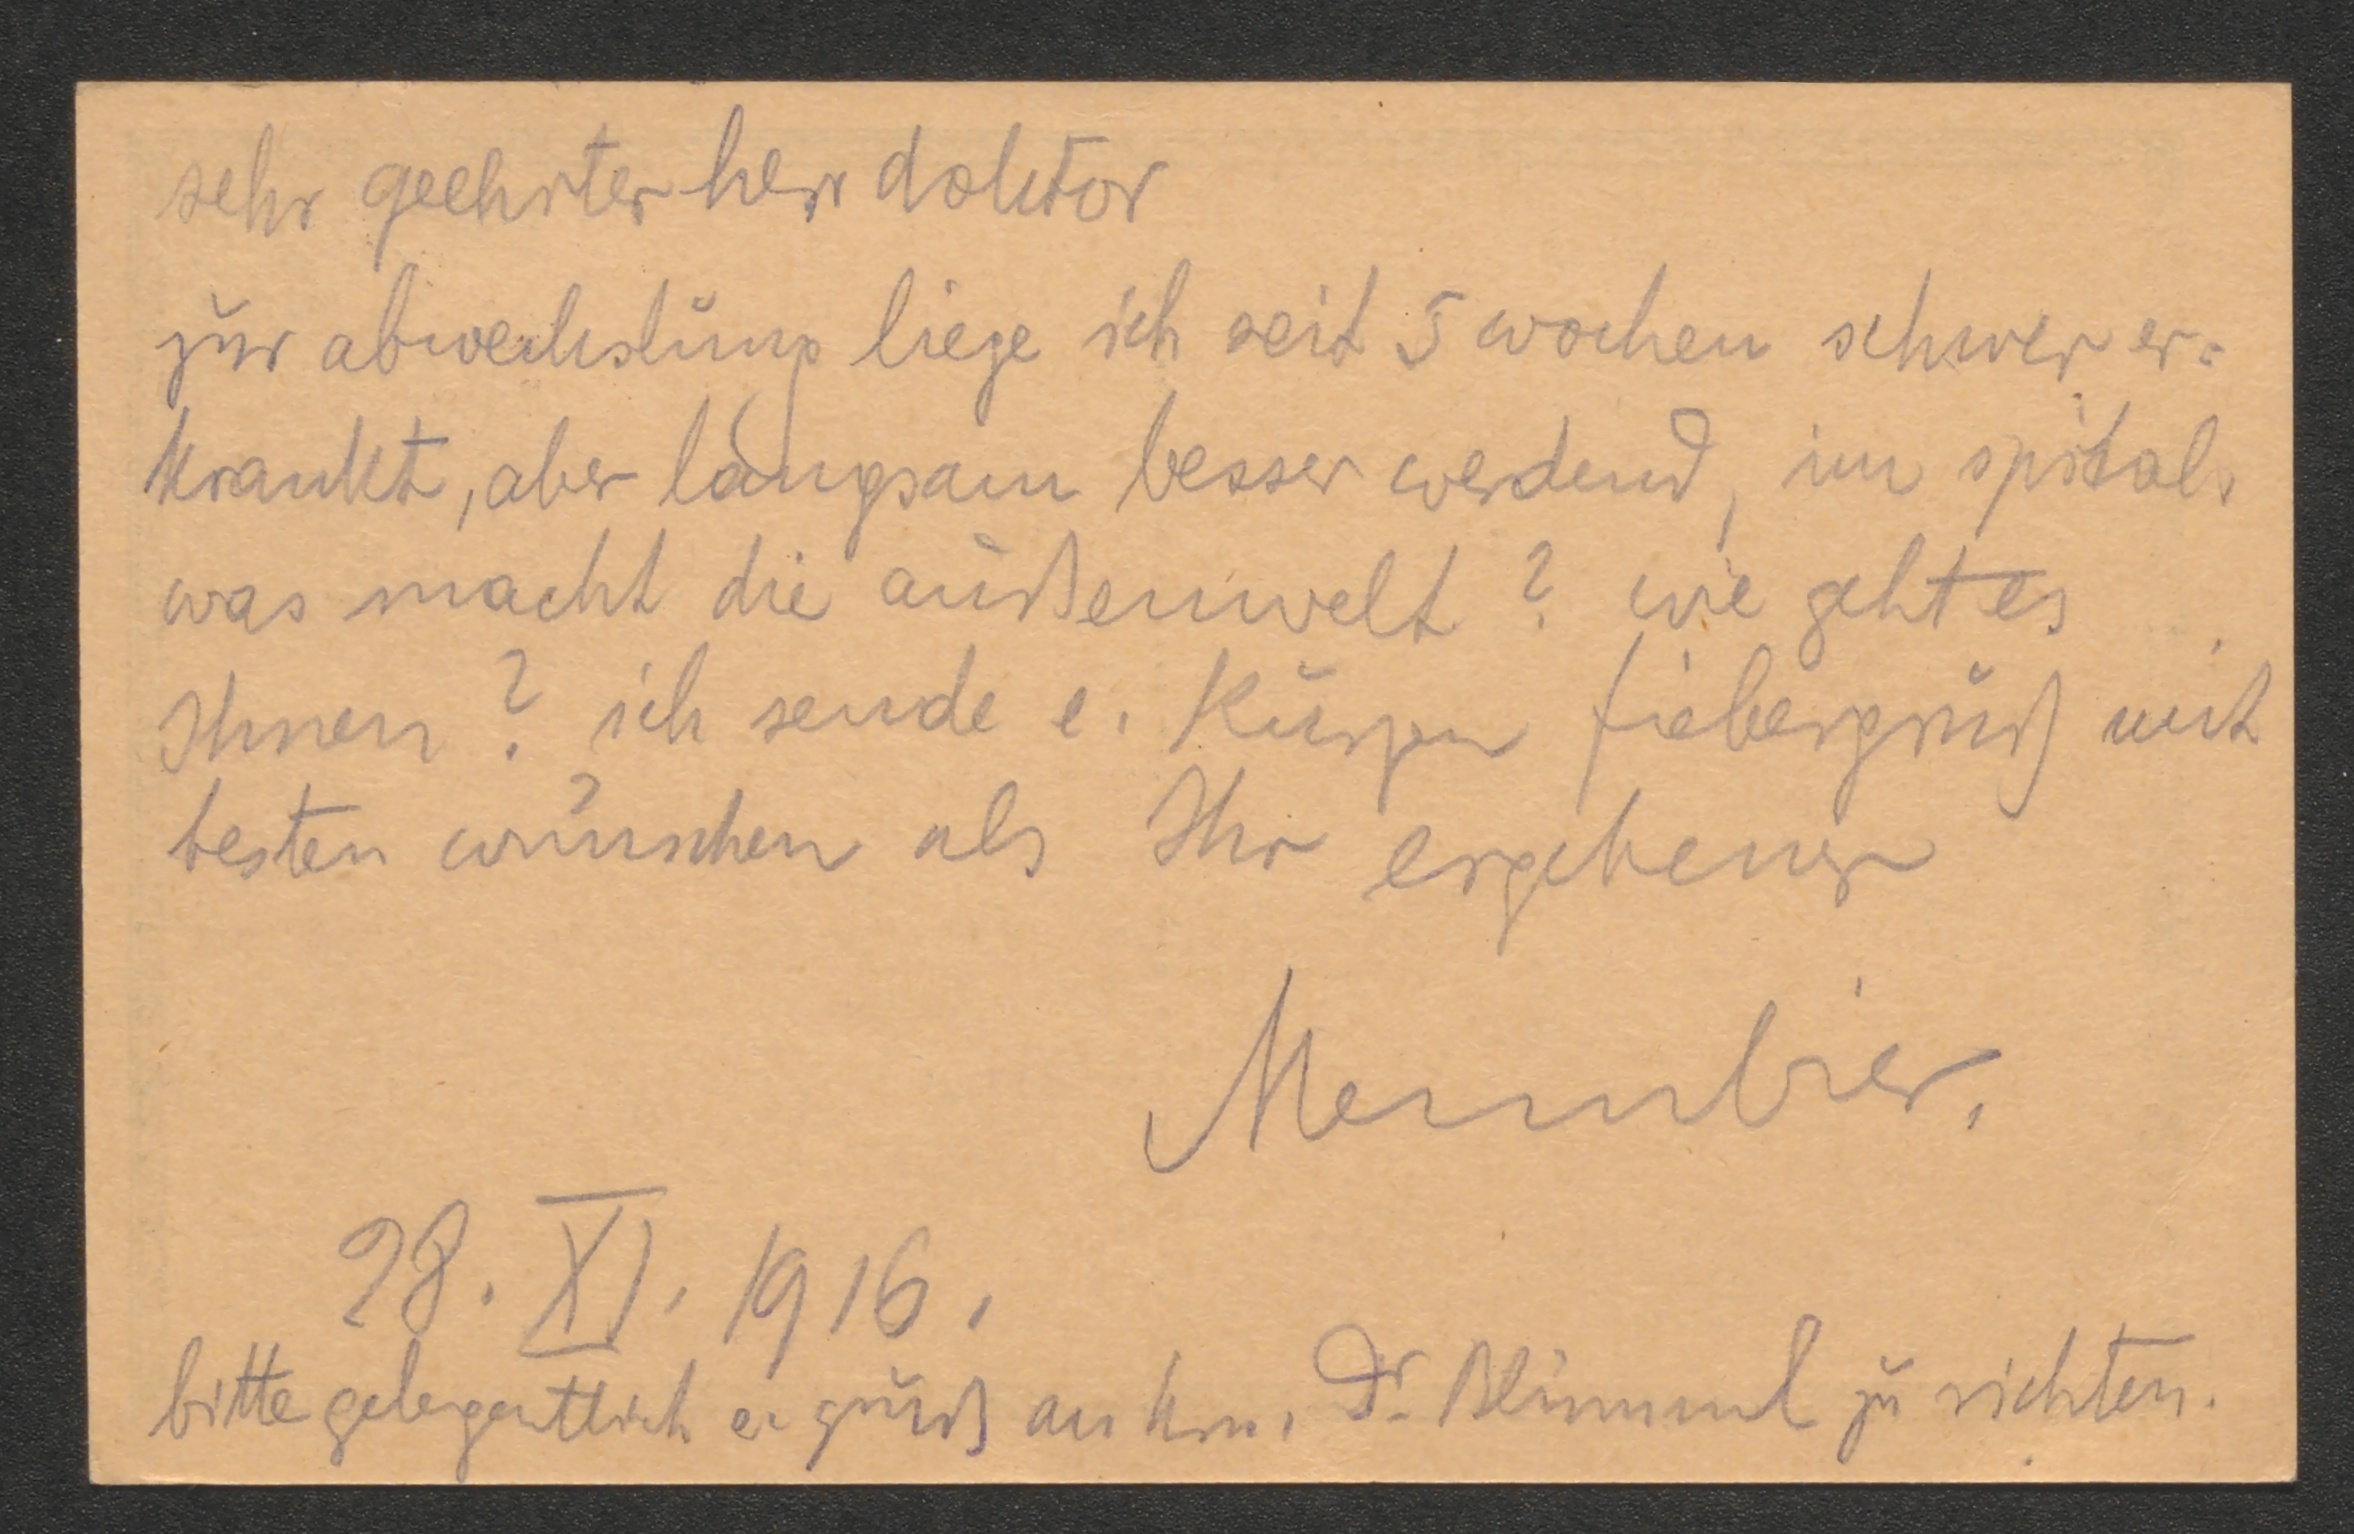 sehr geehrter herr doktor
zur abwechslung liege ich seit 5 wochen schwer er=
krankt, aber langsam besser werdend, im spital.
was macht die außenwelt? wie geht es
Ihnen? ich sende e. kurzen fiebergruß mit
besten wünschen als Ihr ergebener
28. XI. 1916.
bitte gelegentlich e. gruß an hrn. Dr. zu richten.